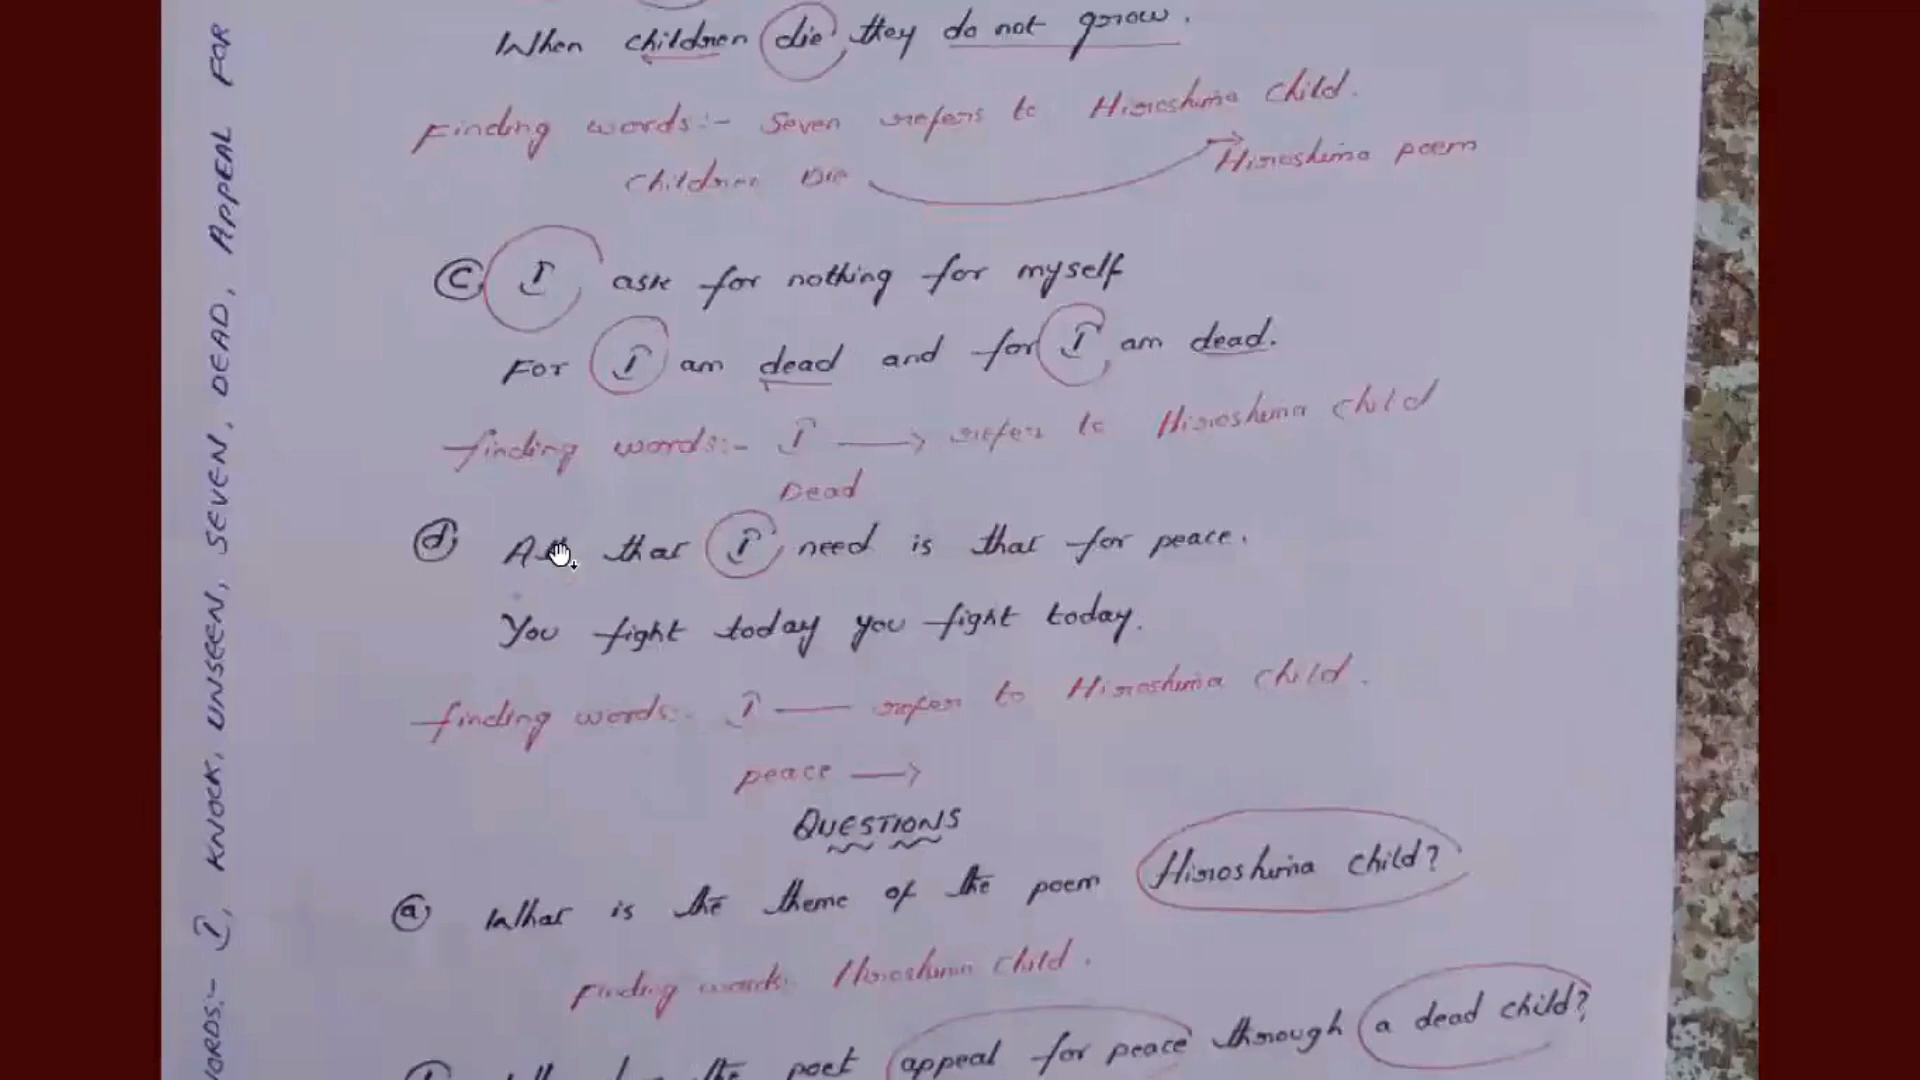 WORDS:- I, KNOCK, UNSEEN, SEVEN, DEAD, APPEAL FOR
When children die they do not grow.
Finding words:- Seven refers to Hiroshima child.
Children Die → Hiroshima poem
(c) I ask for nothing for myself
For I am dead and for I am dead.
finding words:- I → refer to Hiroshima child
Dead
(d) All that I need is that for peace.
You fight today you fight today.
finding words:- I — refer to Hiroshima child.
peace →
QUESTIONS
(a) What is the theme of the poem Hiroshima child?
Finding words: Hiroshima child.
the poet appeal for peace through a dead child?